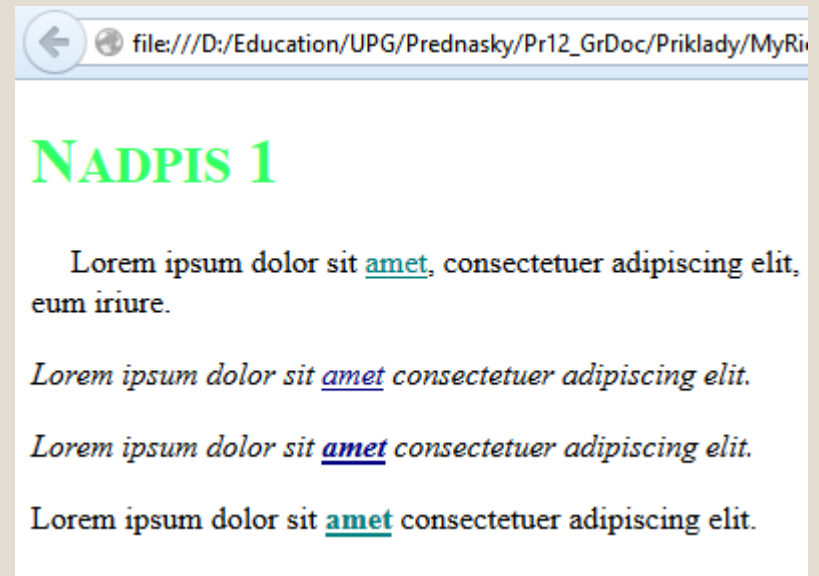 file:///D:/Education/UPG/Prednasky/Pr12_GrDoc/Priklady/MyRi
NADPIS 1
Lorem ipsum dolor sit amet, consectetuer adipiscing elit,
eum iriure.
Lorem ipsum dolor sit amet consectetuer adipiscing elit.
Lorem ipsum dolor sit amet consectetuer adipiscing elit.
Lorem ipsum dolor sit amet consectetuer adipiscing elit.